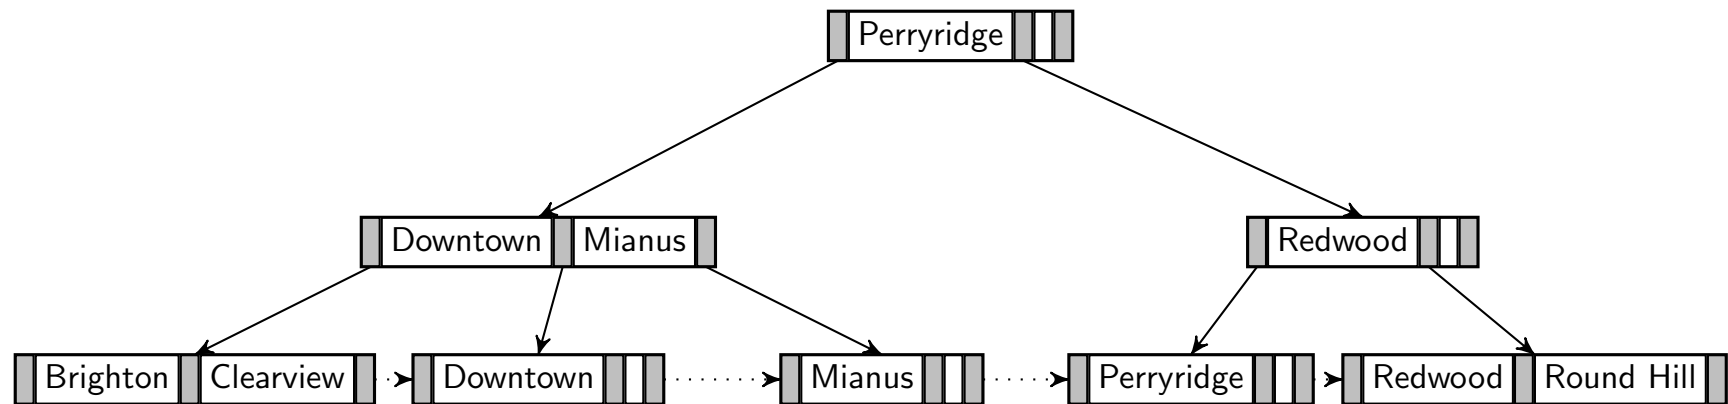 Perryridge
Downtown Mianus Redwood
Brighton Clearview Downtown Mianus Perryridge Redwood Round Hill